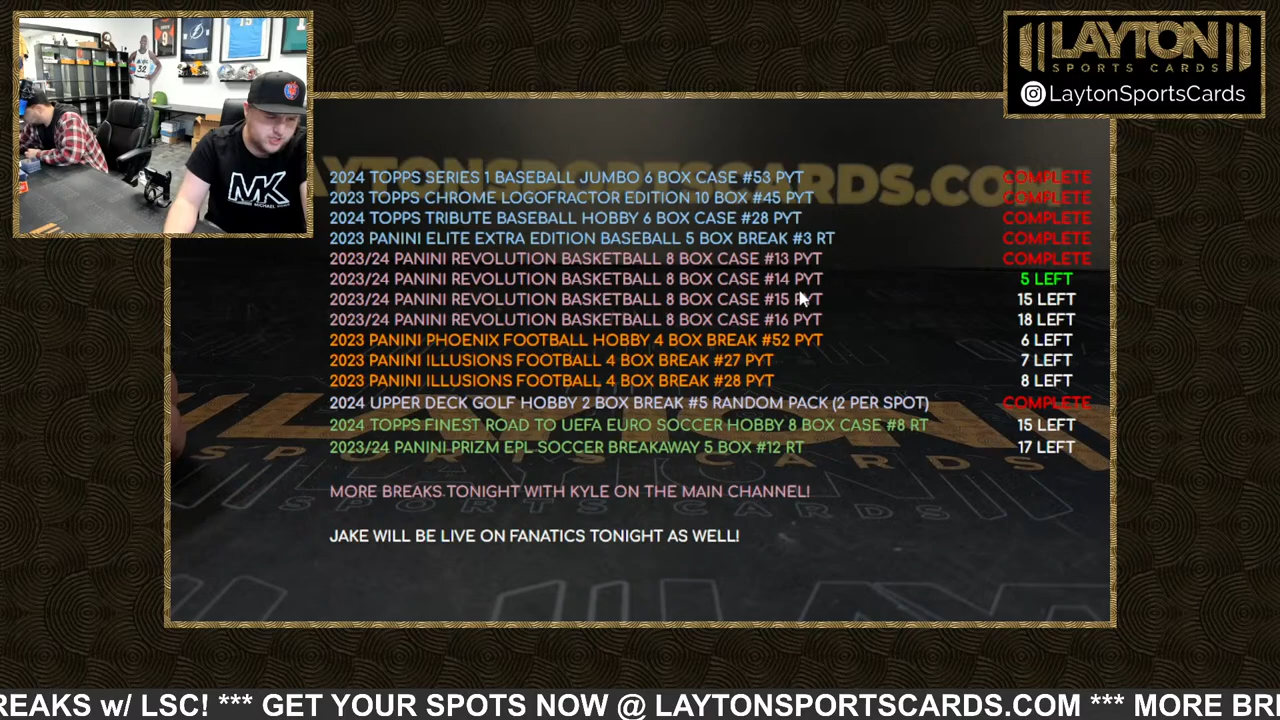 LAYTON
SPORTS CARDS
LaytonSportsCards
MK
LAYTONSPORTSCARDS.CO
2024 TOPPS SERIES 1 BASEBALL JUMBO 6 BOX CASE #53 PYT COMPLETE
2023 TOPPS CHROME LOGOFRACTOR EDITION 10 BOX #45 PYT COMPLETE
2024 TOPPS TRIBUTE BASEBALL HOBBY 6 BOX CASE #28 PYT COMPLETE
2023 PANINI ELITE EXTRA EDITION BASEBALL 5 BOX BREAK #3 RT COMPLETE
2023/24 PANINI REVOLUTION BASKETBALL 8 BOX CASE #13 PYT COMPLETE
2023/24 PANINI REVOLUTION BASKETBALL 8 BOX CASE #14 PYT 5 LEFT
2023/24 PANINI REVOLUTION BASKETBALL 8 BOX CASE #15 PYT 15 LEFT
2023/24 PANINI REVOLUTION BASKETBALL 8 BOX CASE #16 PYT 18 LEFT
2023 PANINI PHOENIX FOOTBALL HOBBY 4 BOX BREAK #52 PYT 6 LEFT
2023 PANINI ILLUSIONS FOOTBALL 4 BOX BREAK #27 PYT 7 LEFT
2023 PANINI ILLUSIONS FOOTBALL 4 BOX BREAK #28 PYT 8 LEFT
2024 UPPER DECK GOLF HOBBY 2 BOX BREAK #5 RANDOM PACK (2 PER SPOT) COMPLETE
2024 TOPPS FINEST ROAD TO UEFA EURO SOCCER HOBBY 8 BOX CASE #8 RT 15 LEFT
2023/24 PANINI PRIZM EPL SOCCER BREAKAWAY 5 BOX #12 RT 17 LEFT
MORE BREAKS TONIGHT WITH KYLE ON THE MAIN CHANNEL!
JAKE WILL BE LIVE ON FANATICS TONIGHT AS WELL!
REAKS w/ LSC! *** GET YOUR SPOTS NOW @ LAYTONSPORTSCARDS.COM *** MORE BR